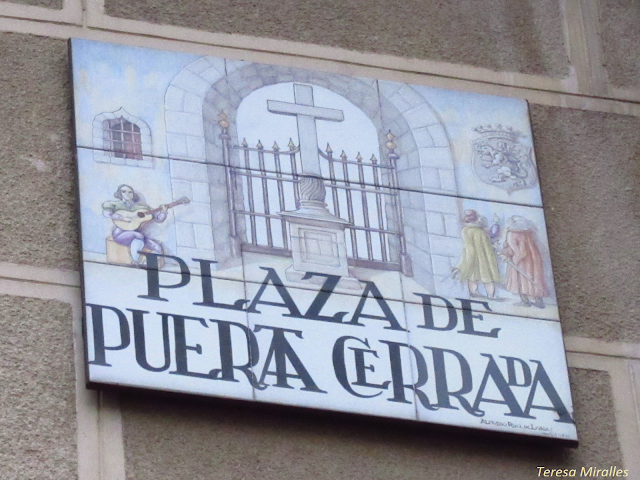 PLAZA DE
PUERTA CERRADA
Teresa Miralles